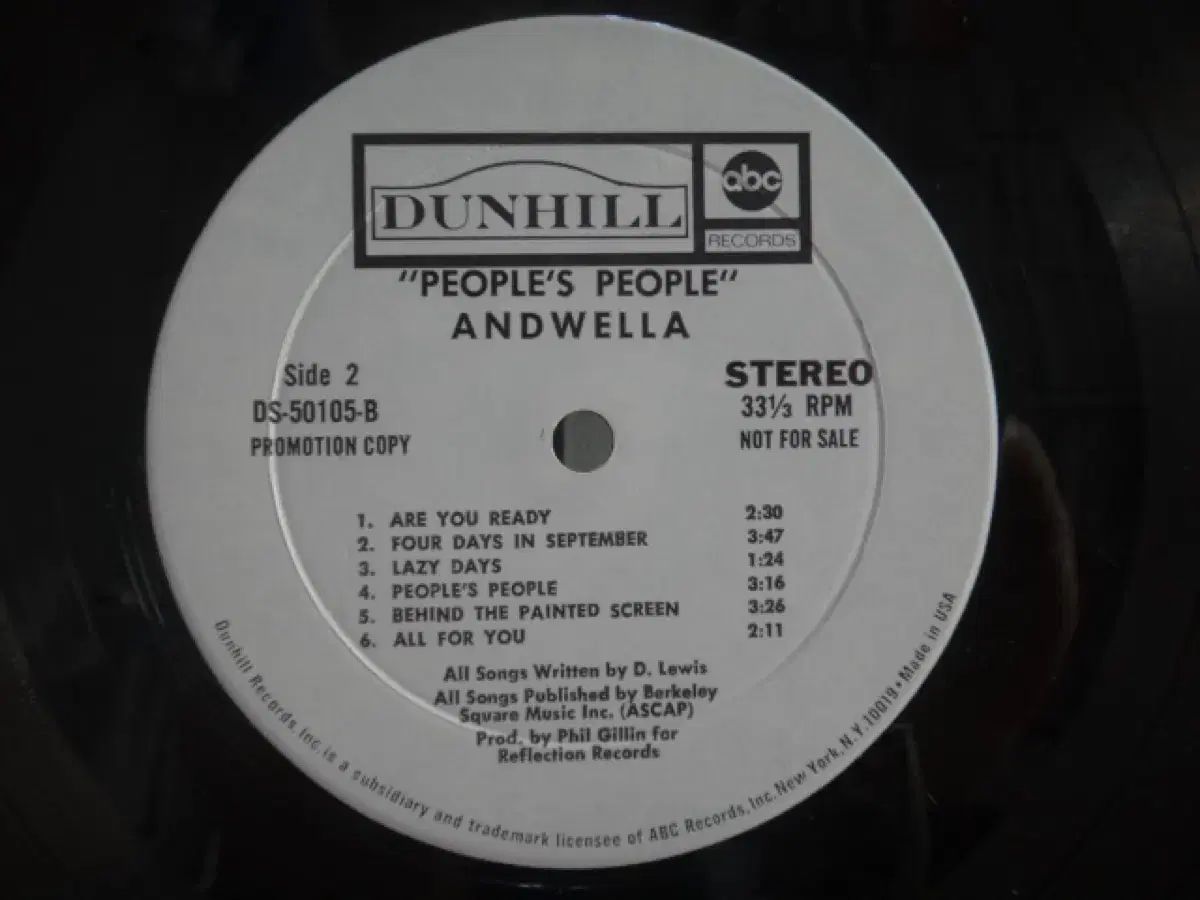 DUNHILL
abc
RECORDS
"PEOPLE'S PEOPLE"
ANDWELLA
Side 2
DS-50105-B
PROMOTION COPY
STEREO
33⅓ RPM
NOT FOR SALE
1. ARE YOU READY 2:30
2. FOUR DAYS IN SEPTEMBER 3:47
3. LAZY DAYS 1:24
4. PEOPLE'S PEOPLE 3:16
5. BEHIND THE PAINTED SCREEN 3:26
6. ALL FOR YOU 2:11
All Songs Written by D. Lewis
All Songs Published by Berkeley
Square Music Inc. (ASCAP)
Prod. by Phil Gillin for
Reflection Records
Dunhill Records, Inc. is a subsidiary and trademark licensee of ABC Records, Inc. New York, N.Y. 10019 • Made in USA